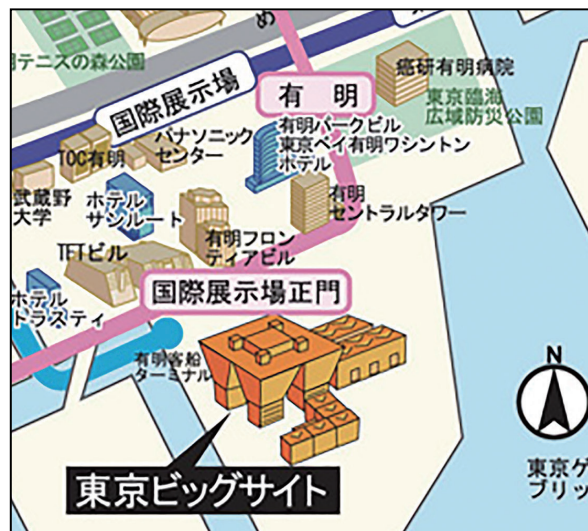 め
テニスの森公園
国際展示場
癌研有明病院
有明
東京臨海
広域防災公園
TOC有明
パナソニック
センター
有明パークビル
東京ベイ有明ワシントン
ホテル
武蔵野
大学
ホテル
サンルート
有明
セントラルタワー
有明フロン
ティアビル
TFTビル
国際展示場正門
ホテル
トラスティ
有明客船
ターミナル
N
東京ゲ
ブリッ
東京ビッグサイト